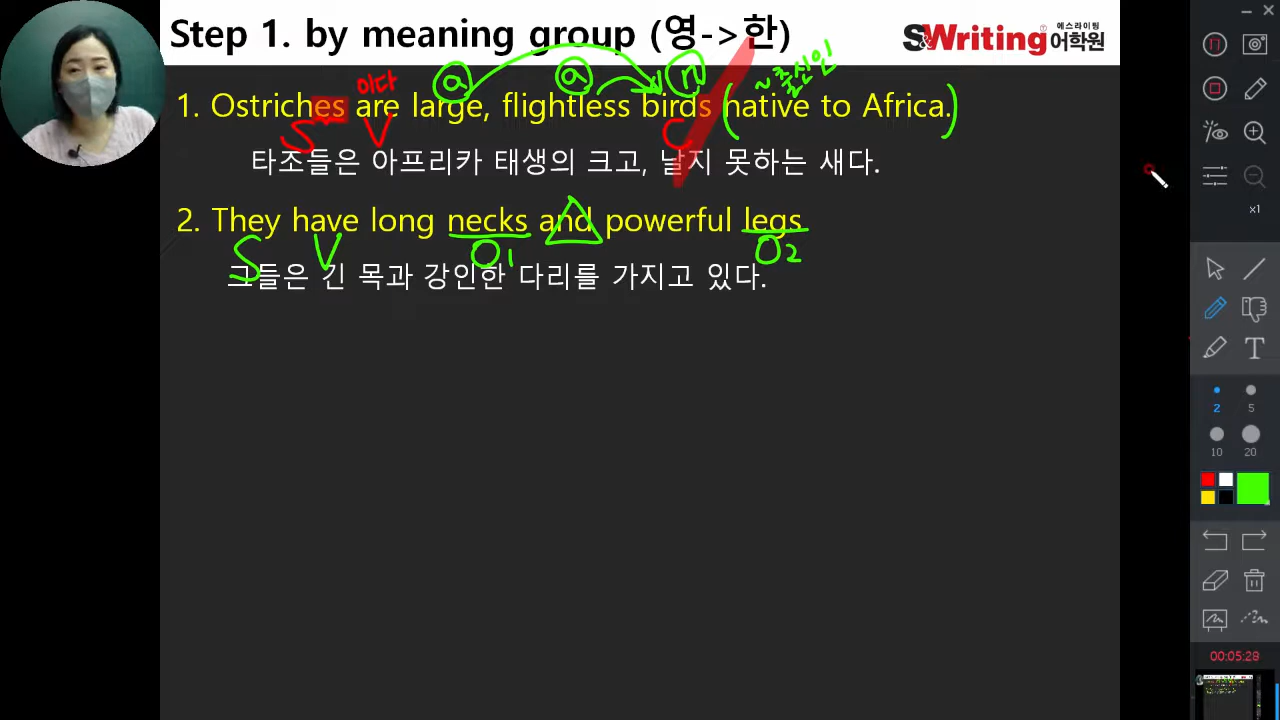 Step 1. by meaning group (영->한)
S&Writing 에스라이팅 어학원
이다 a a n ~출신인
1. Ostriches are large, flightless birds (native to Africa.)
S V C
타조들은 아프리카 태생의 크고, 날지 못하는 새다.
2. They have long necks and powerful legs
S V O1 O2
그들은 긴 목과 강인한 다리를 가지고 있다.
x1
T
2 5
10 20
00:05:28